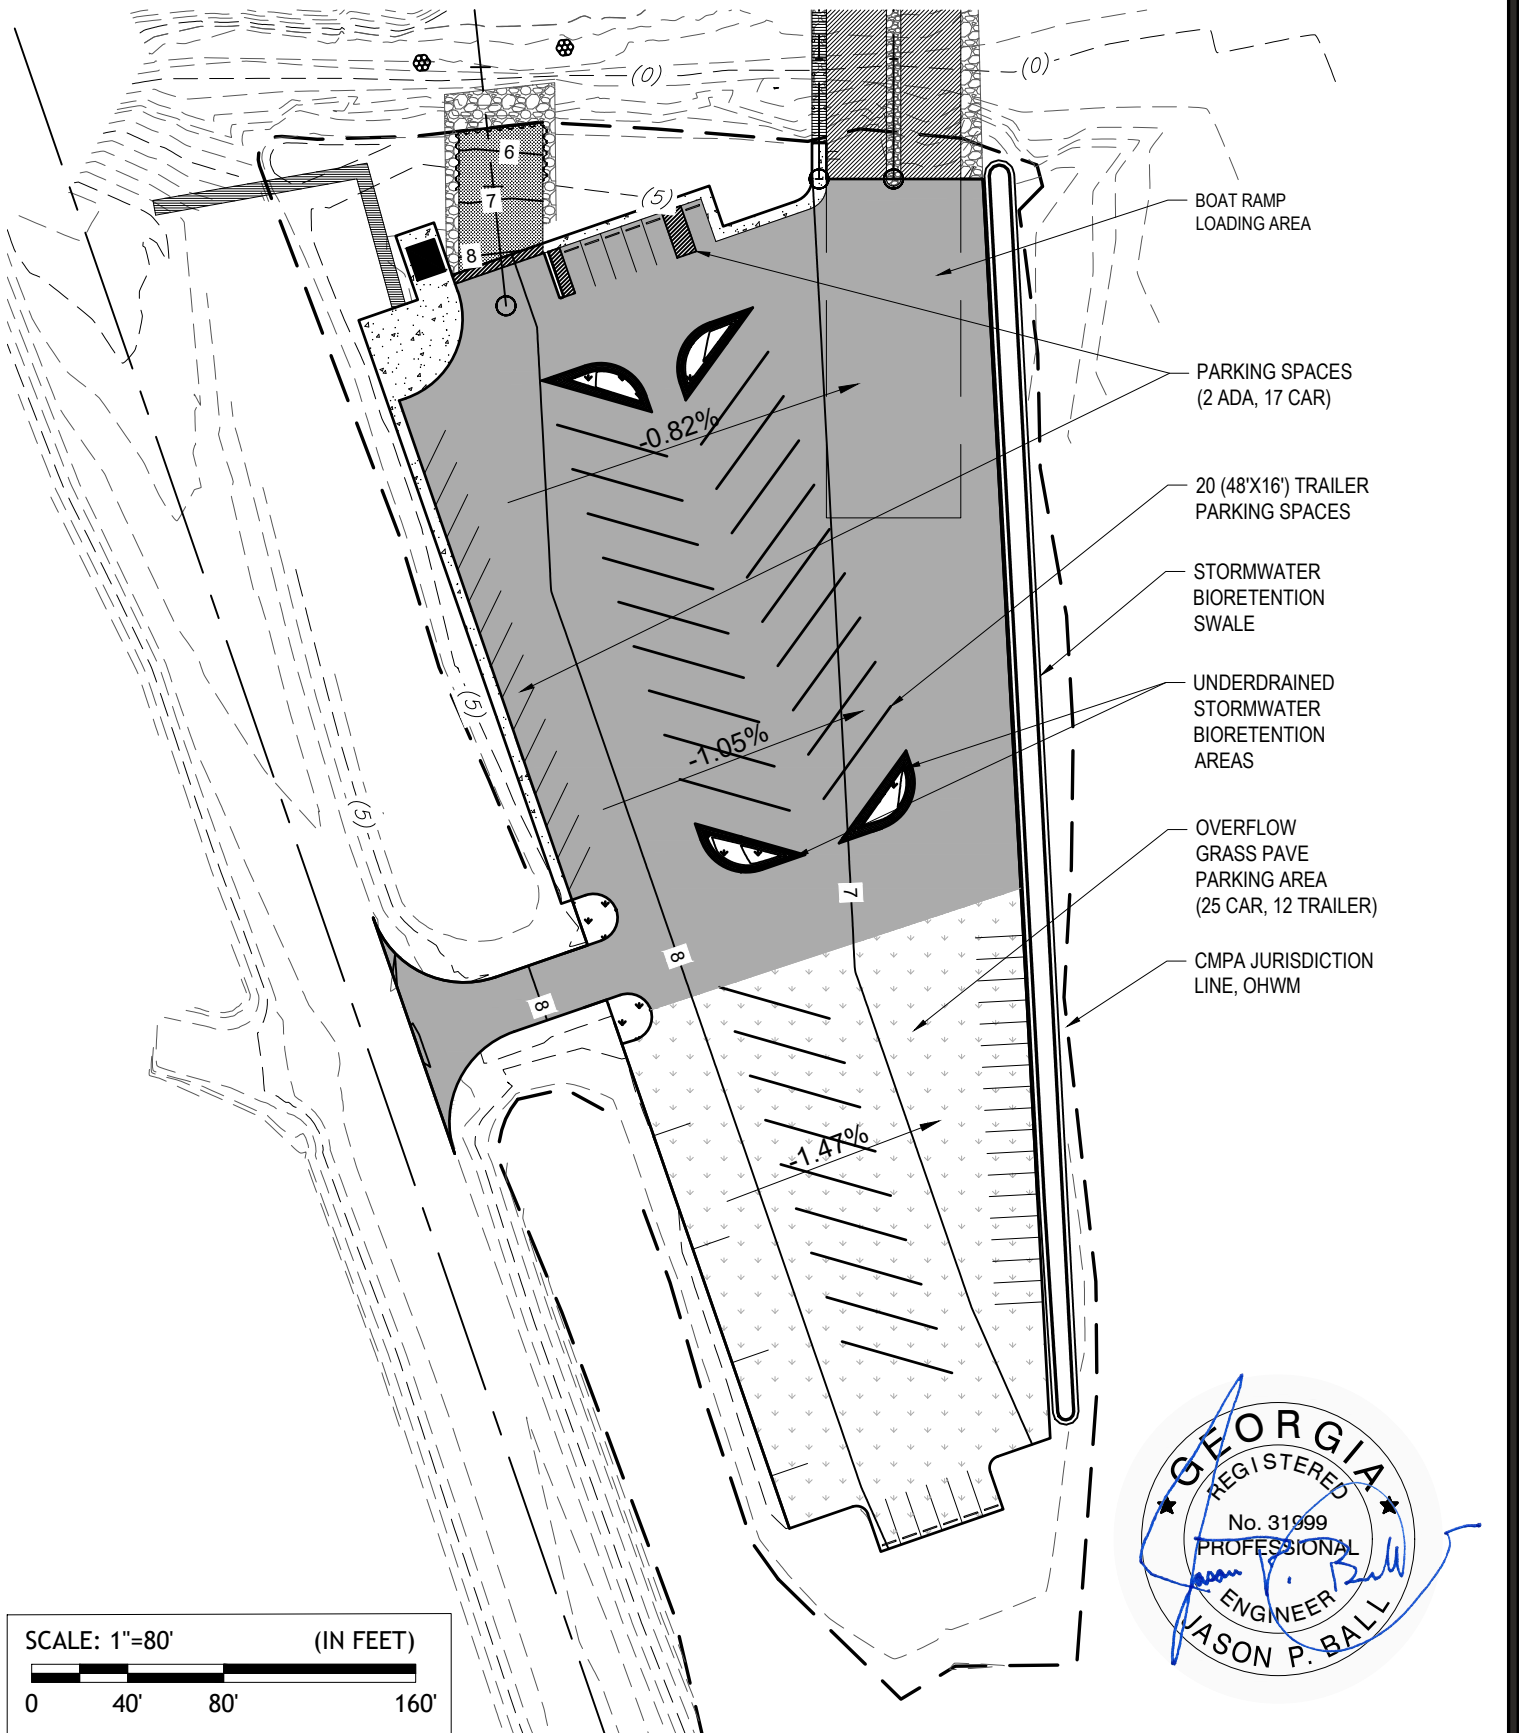 (0)
(0)
6
7
8
(5)
BOAT RAMP
LOADING AREA
PARKING SPACES
(2 ADA, 17 CAR)
-0.82%
20 (48'X16') TRAILER
PARKING SPACES
STORMWATER
BIORETENTION
SWALE
(5)
UNDERDRAINED
STORMWATER
BIORETENTION
AREAS
-1.05%
(5)
OVERFLOW
GRASS PAVE
PARKING AREA
(25 CAR, 12 TRAILER)
7
8
8
CMPA JURISDICTION
LINE, OHWM
-1.47%
GEORGIA
REGISTERED
No. 31999
PROFESSIONAL
Jason P. Ball
ENGINEER
JASON P. BALL
SCALE: 1"=80' (IN FEET)
0 40' 80' 160'